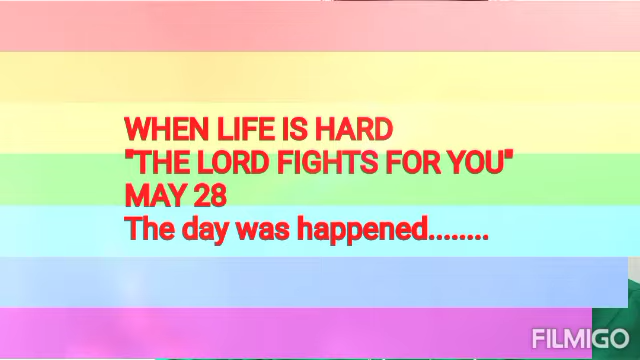 WHEN LIFE IS HARD
"THE LORD FIGHTS FOR YOU"
MAY 28
The day was happened........
FILMIGO